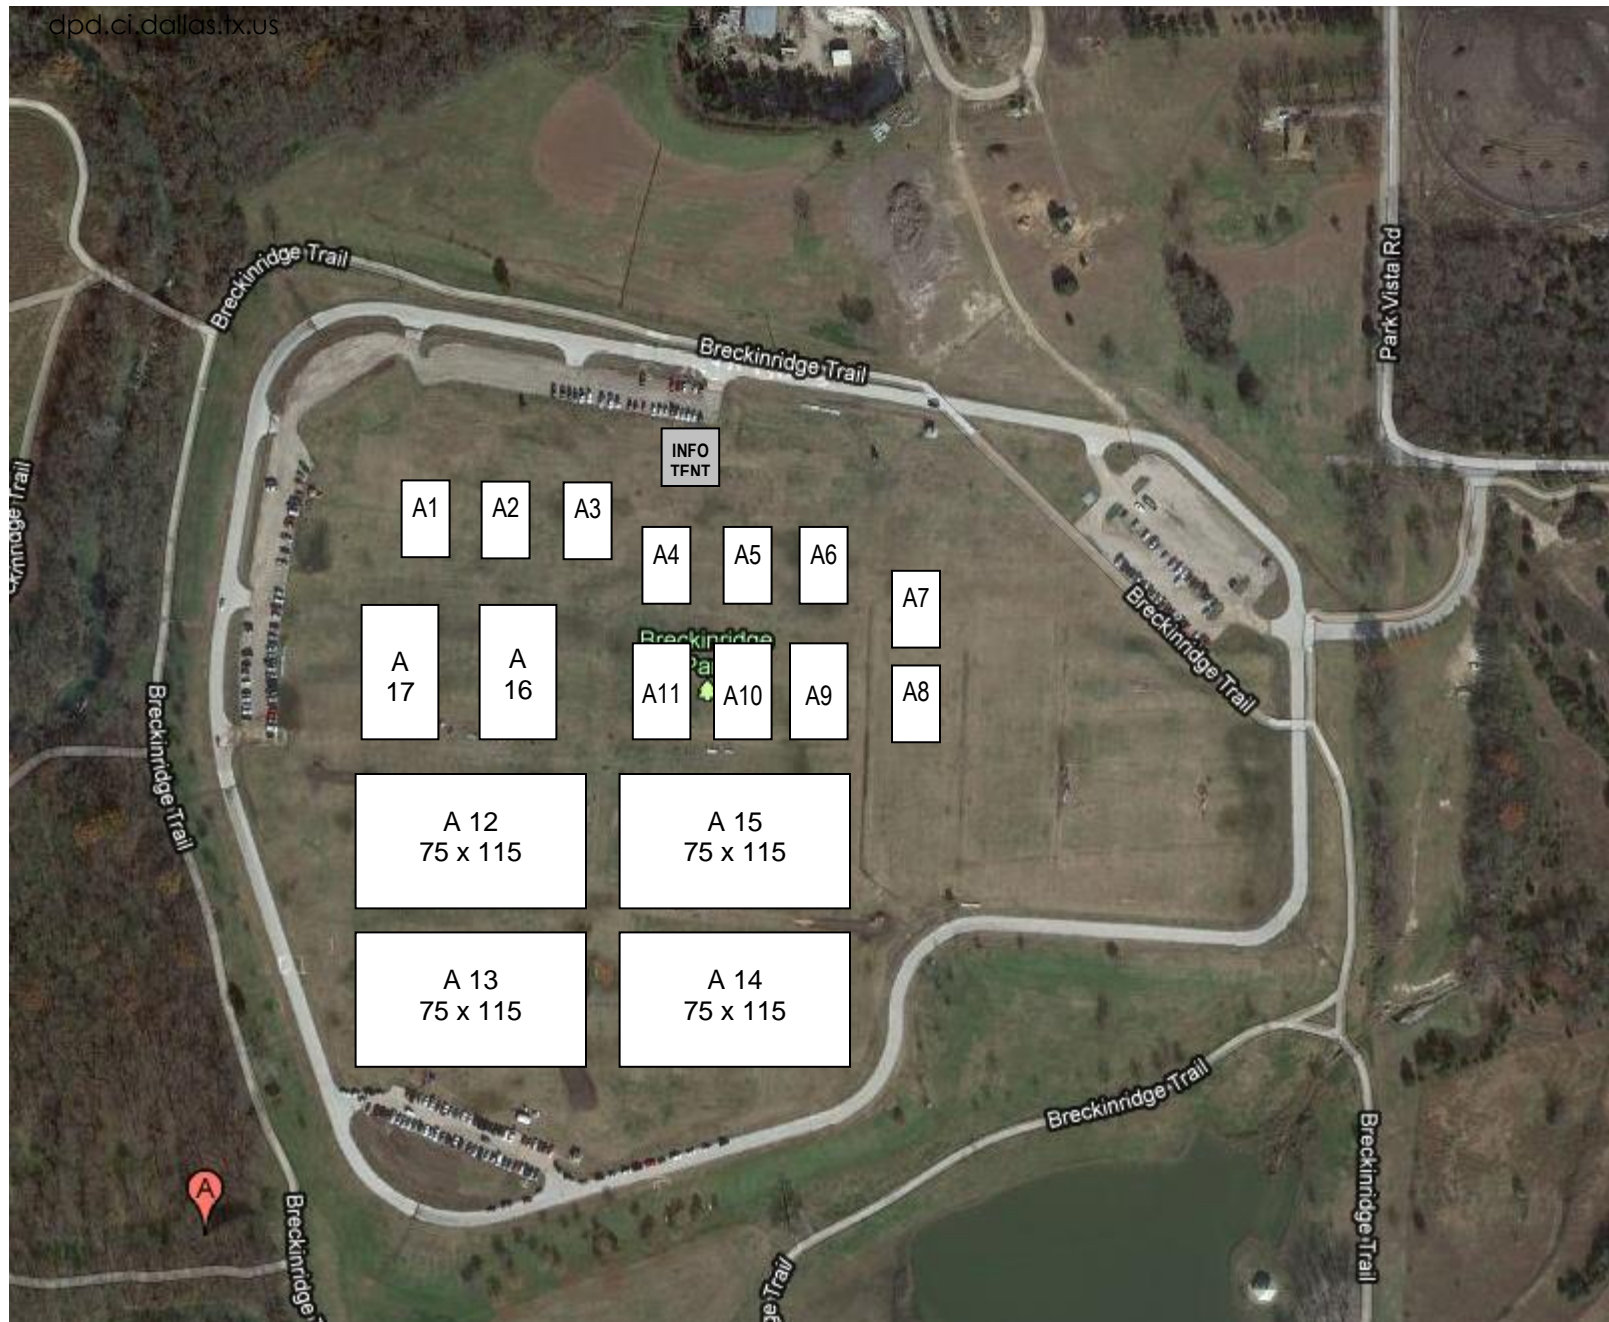 dpd.ci.dallas.tx.us
Breckinridge Trail
Park Vista Rd
Breckinridge Trail
INFO
TENT
A1
A2
A3
A4
A5
A6
A7
Breckinridge Trail
Breckinridge
A
17
A
16
A11
A10
A9
A8
Breckinridge Trail
A 12
75 x 115
A 15
75 x 115
A 13
75 x 115
A 14
75 x 115
Breckinridge Trail
Breckinridge Trail
A
Breckinridge